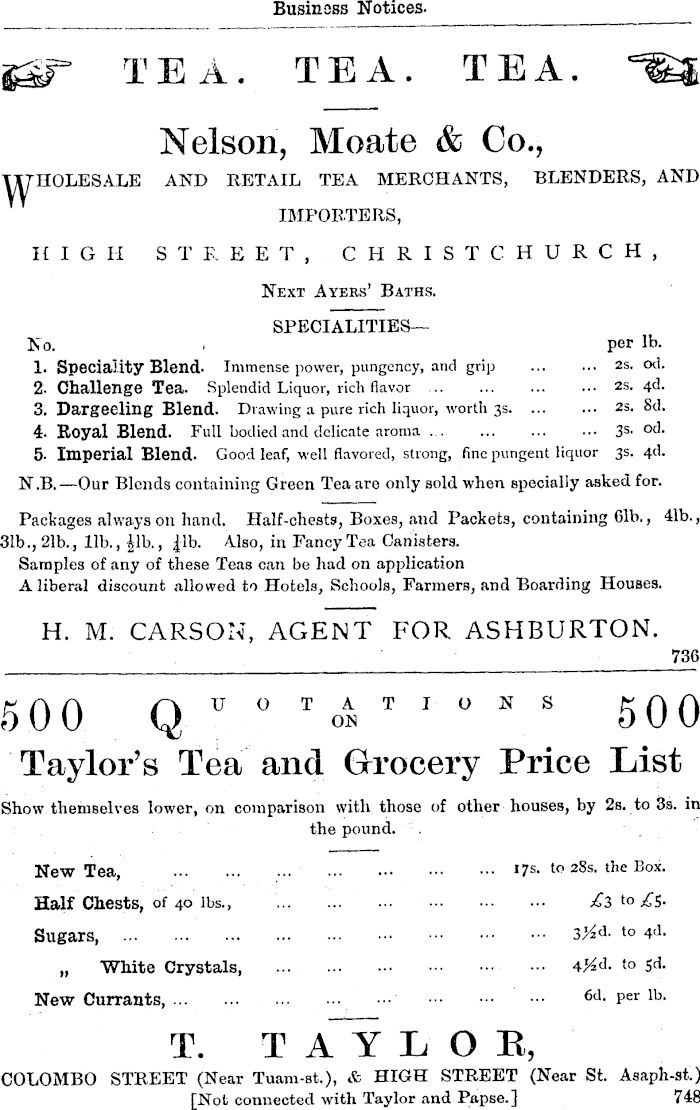 Business Notices.
TEA. TEA. TEA.
Nelson, Moate & Co.,
WHOLESALE AND RETAIL TEA MERCHANTS, BLENDERS, AND
IMPORTERS,
HIGH STREET, CHRISTCHURCH,
NEXT AYERS' BATHS.
SPECIALITIES—
No. per lb.
1. Speciality Blend. Immense power, pungency, and grip ... ... 2s. 0d.
2. Challenge Tea. Splendid Liquor, rich flavor ... ... ... ... 2s. 4d.
3. Dargeeling Blend. Drawing a pure rich liquor, worth 3s. ... ... 2s. 8d.
4. Royal Blend. Full bodied and delicate aroma ... ... ... ... 3s. 0d.
5. Imperial Blend. Good leaf, well flavored, strong, fine pungent liquor 3s. 4d.
N.B.—Our Blends containing Green Tea are only sold when specially asked for.
Packages always on hand. Half-chests, Boxes, and Packets, containing 6lb., 4lb.,
3lb., 2lb., 1lb., ½lb., ¼lb. Also, in Fancy Tea Canisters.
Samples of any of these Teas can be had on application
A liberal discount allowed to Hotels, Schools, Farmers, and Boarding Houses.
H. M. CARSON, AGENT FOR ASHBURTON.
736
500 QUOTATIONS 500
ON
Taylor's Tea and Grocery Price List
Show themselves lower, on comparison with those of other houses, by 2s. to 3s. in
the pound.
New Tea, ... ... ... ... ... ... ... 17s. to 28s. the Box.
Half Chests, of 40 lbs., ... ... ... ... ... ... £3 to £5.
Sugars, ... ... ... ... ... ... ... ... ... 3½d. to 4d.
„ White Crystals, ... ... ... ... ... ... 4½d. to 5d.
New Currants, ... ... ... ... ... ... ... ... 6d. per lb.
T. TAYLOR,
COLOMBO STREET (Near Tuam-st.), & HIGH STREET (Near St. Asaph-st.)
[Not connected with Taylor and Papse.] 748